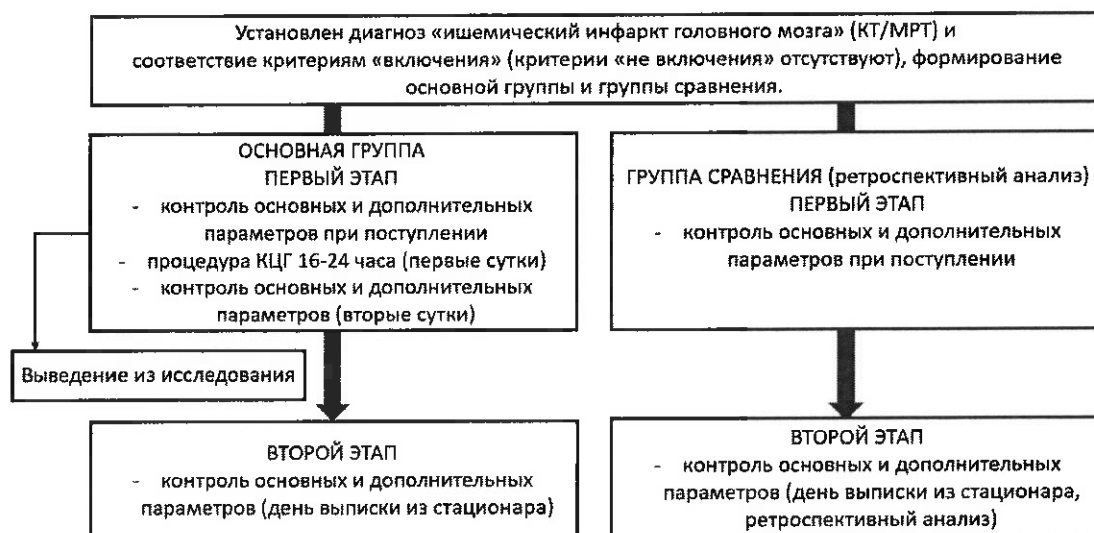 Установлен диагноз «ишемический инфаркт головного мозга» (КТ/МРТ) и
соответствие критериям «включения» (критерии «не включения» отсутствуют), формирование
основной группы и группы сравнения.
ОСНОВНАЯ ГРУППА
ПЕРВЫЙ ЭТАП
- контроль основных и дополнительных
параметров при поступлении
- процедура КЦГ 16-24 часа (первые сутки)
- контроль основных и дополнительных
параметров (вторые сутки)
Выведение из исследования
ВТОРОЙ ЭТАП
- контроль основных и дополнительных
параметров (день выписки из стационара)
ГРУППА СРАВНЕНИЯ (ретроспективный анализ)
ПЕРВЫЙ ЭТАП
- контроль основных и дополнительных
параметров при поступлении
ВТОРОЙ ЭТАП
- контроль основных и дополнительных
параметров (день выписки из стационара,
ретроспективный анализ)